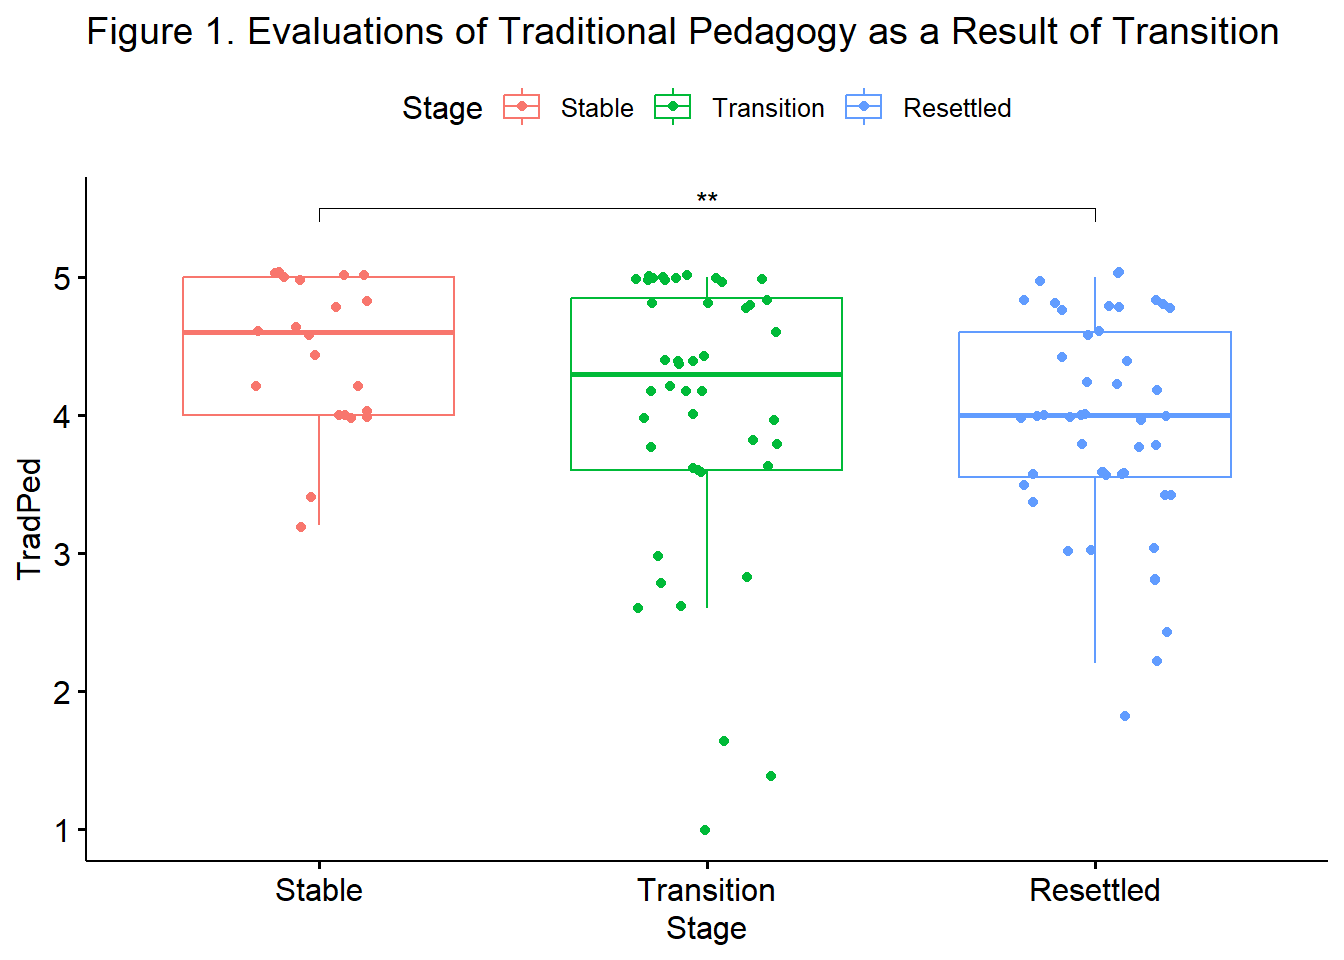 Figure 1. Evaluations of Traditional Pedagogy as a Result of Transition
Stage Stable Transition Resettled
**
5
4
3
2
1
TradPed
Stable Transition Resettled
Stage